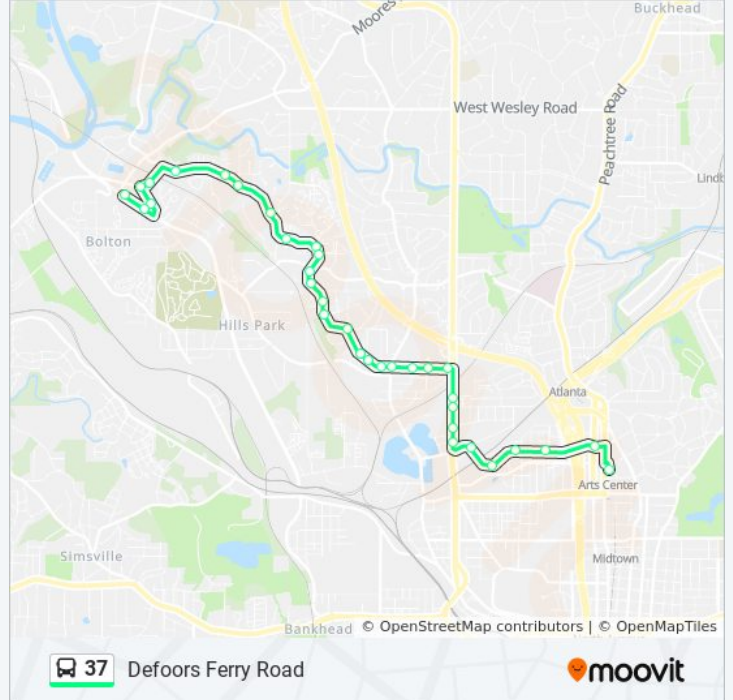 Buckhead
Moores
West Wesley Road
Peachtree Road
Lindb
Bolton
Hills Park
Atlanta
Arts Center
Simsville
Midtown
Bankhead
© OpenStreetMap contributors | © OpenMapTiles
37 Defoors Ferry Road
moovit